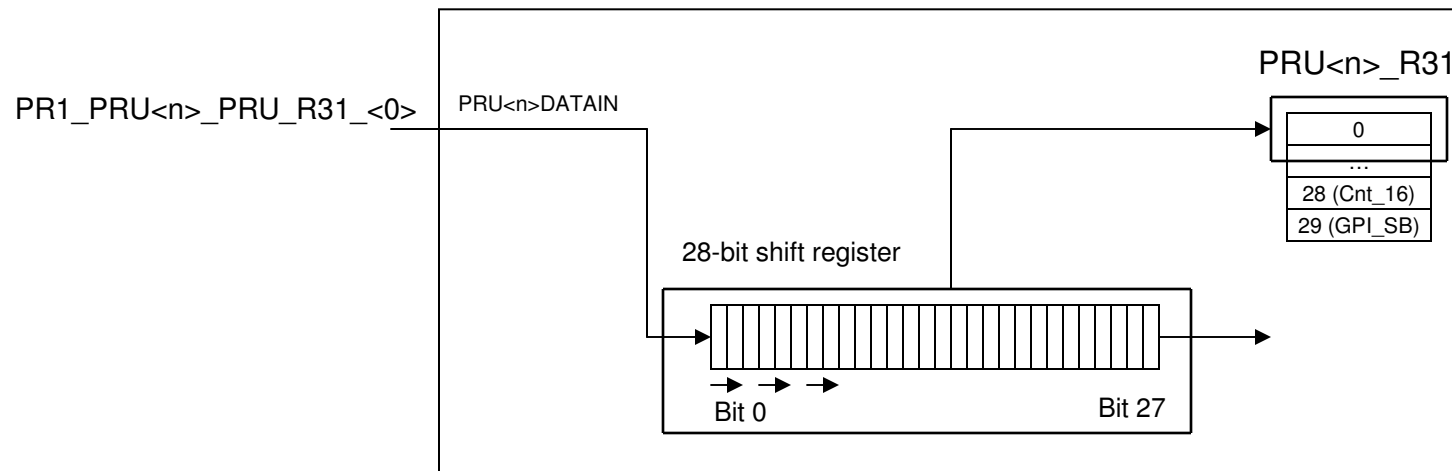 PRU<n>_R31
PR1_PRU<n>_PRU_R31_<0>
PRU<n>DATAIN
0
...
28 (Cnt_16)
29 (GPI_SB)
28-bit shift register
Bit 0
Bit 27